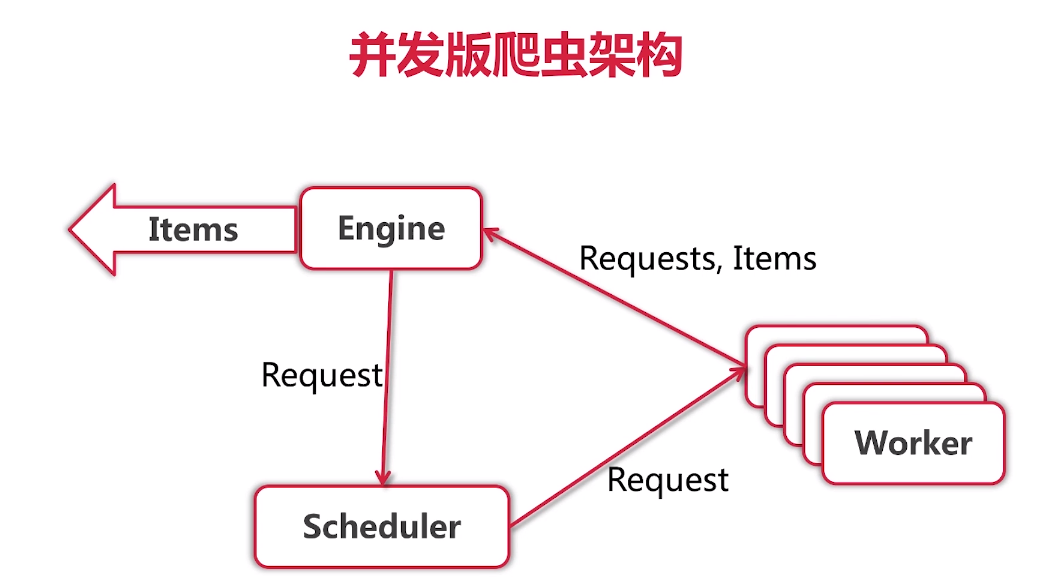 并发版爬虫架构
Items
Engine
Requests, Items
Request
Worker
Request
Scheduler